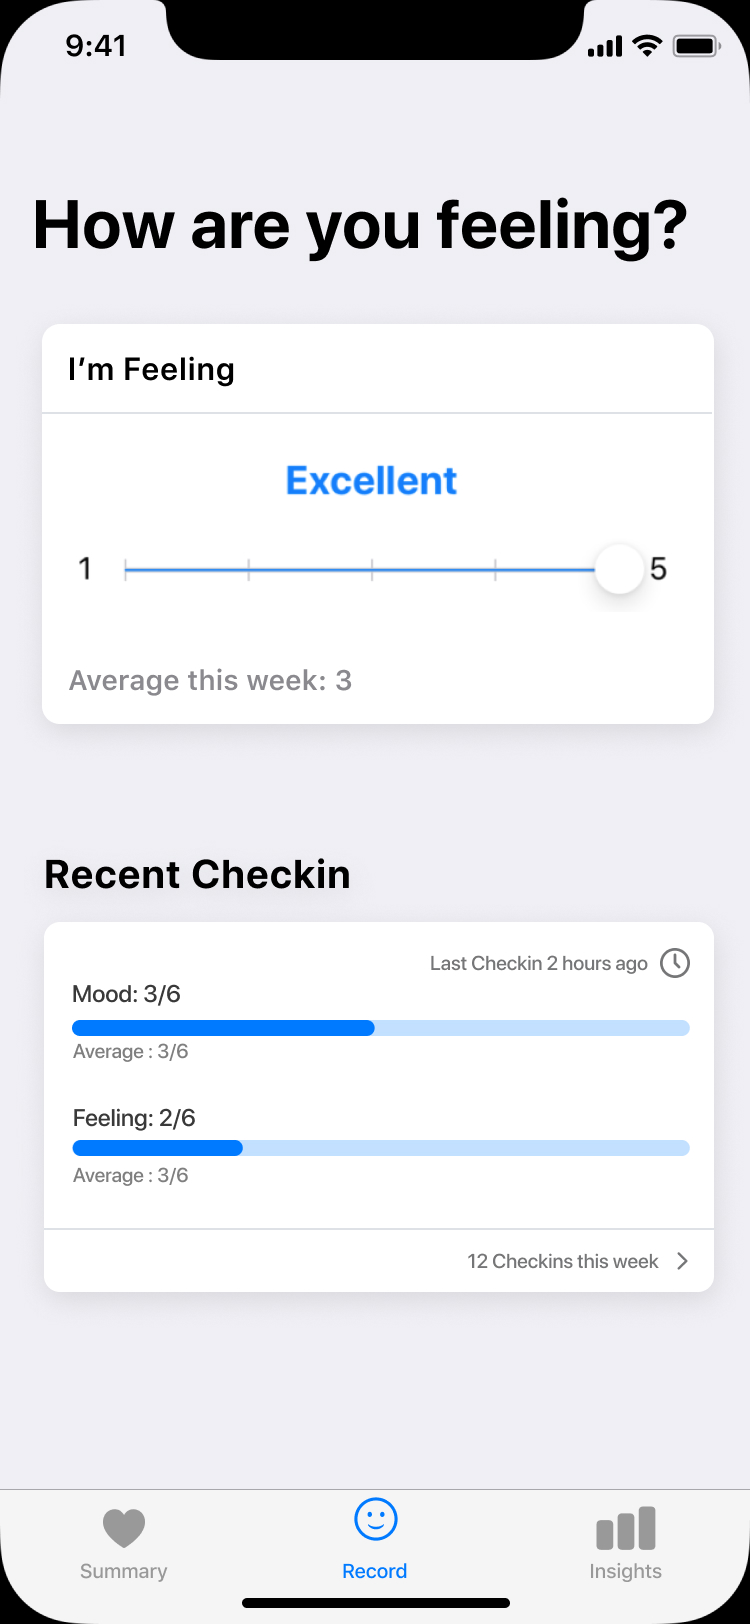 9:41
How are you feeling?
I’m Feeling
Excellent
1 5
Average this week: 3
Recent Checkin
Last Checkin 2 hours ago
Mood: 3/6
Average : 3/6
Feeling: 2/6
Average : 3/6
12 Checkins this week
Summary Record Insights